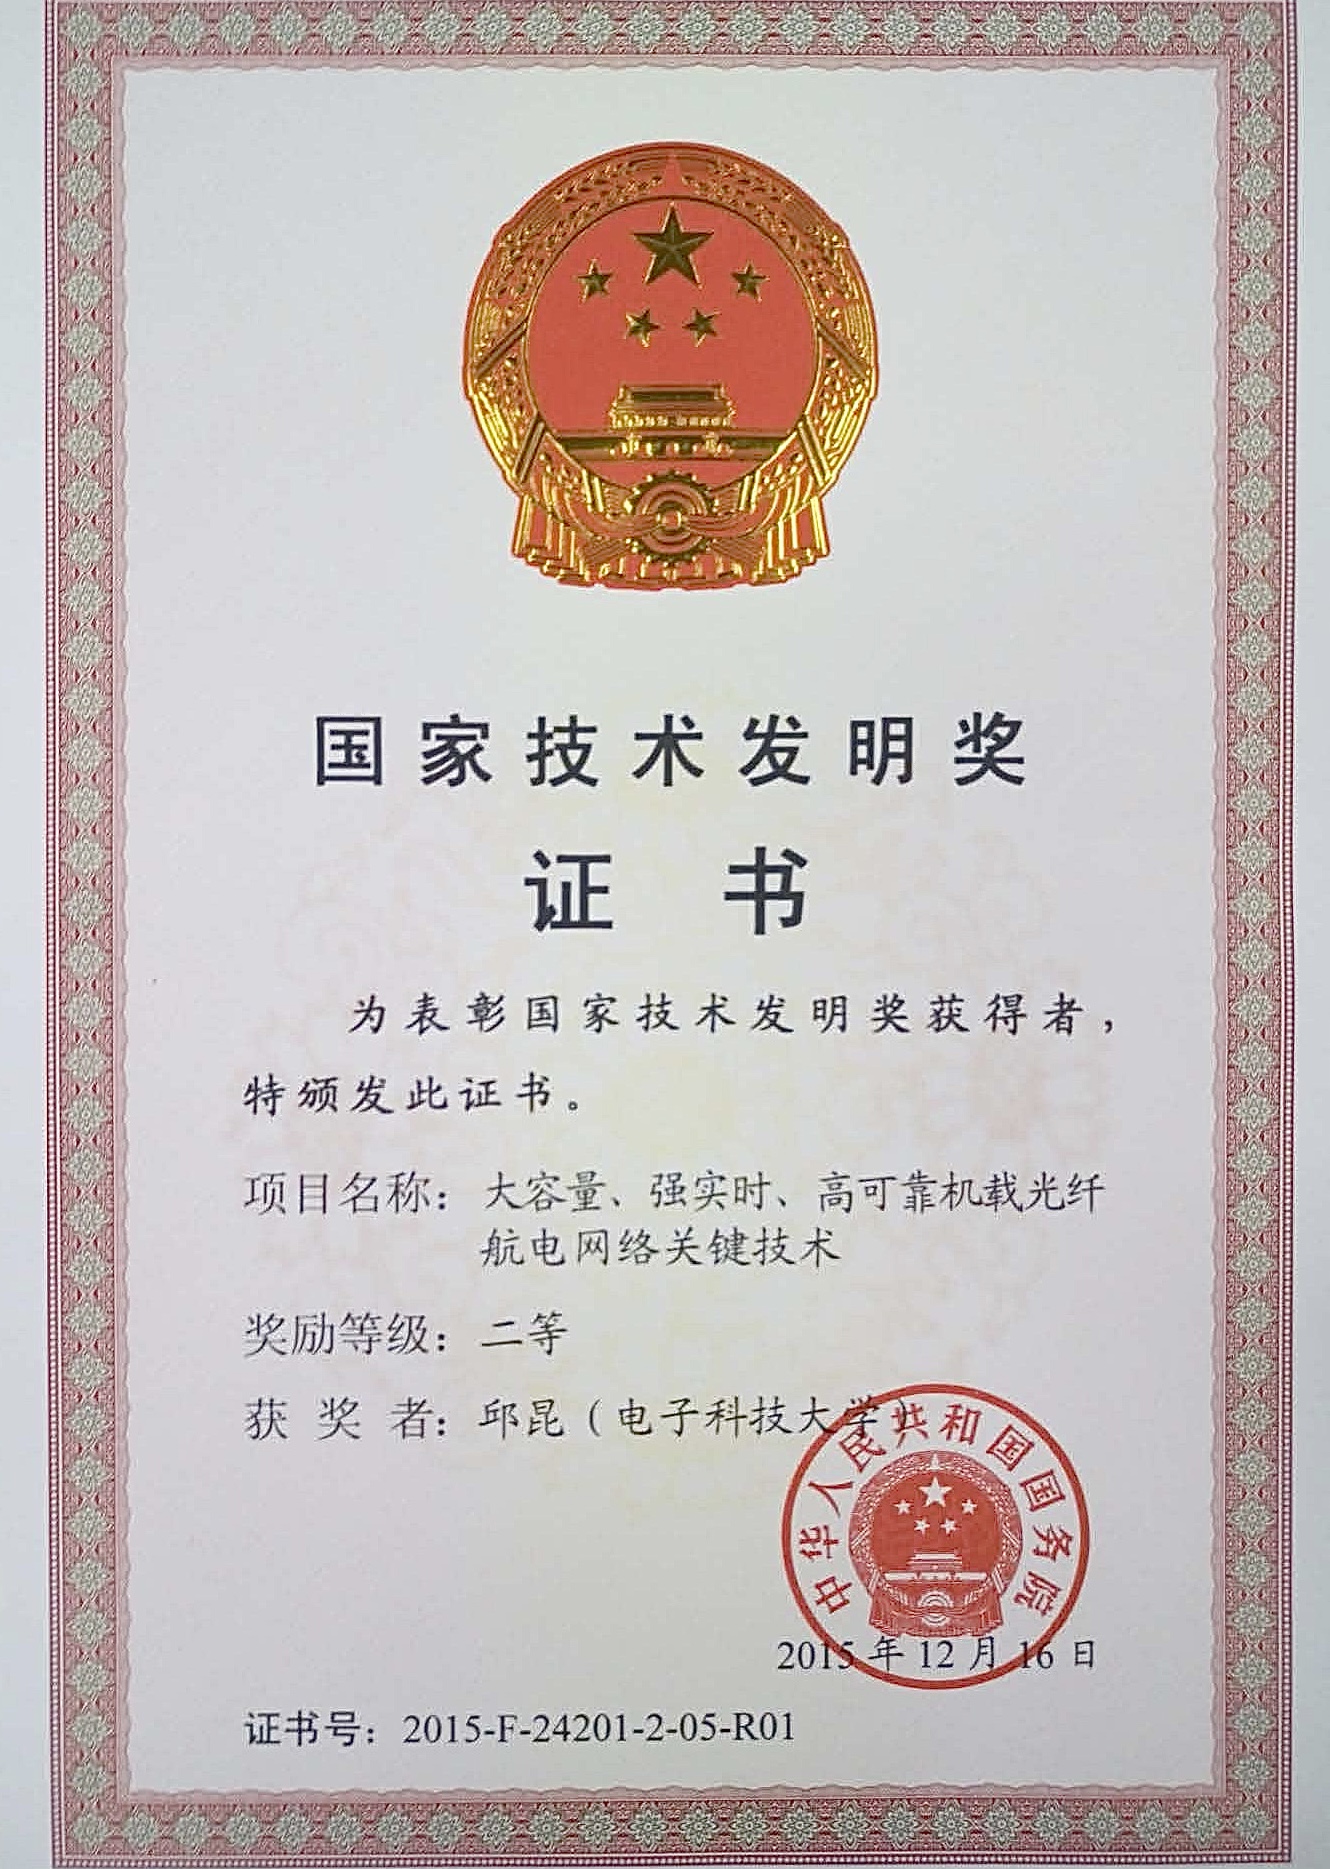 国家技术发明奖
证书
为表彰国家技术发明奖获得者，
特颁发此证书。
项目名称：大容量、强实时、高可靠机载光纤
航电网络关键技术
奖励等级：二等
获奖者：邱昆（电子科技大学）
中华人民共和国国务院
2015年12月16日
证书号：2015-F-24201-2-05-R01